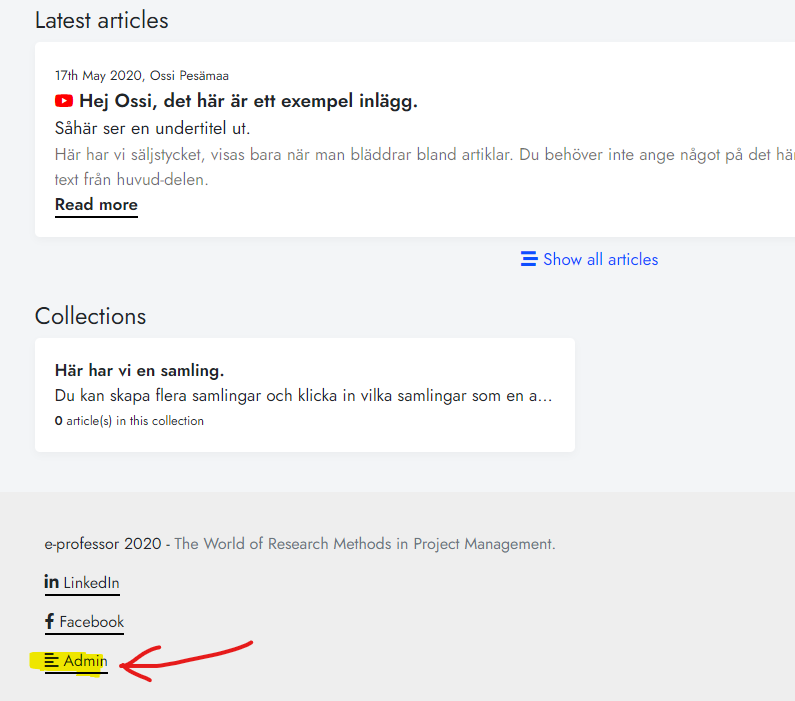 Latest articles
17th May 2020, Ossi Pesämaa
Hej Ossi, det här är ett exempel inlägg.
Såhär ser en undertitel ut.
Här har vi säljstycket, visas bara när man bläddrar bland artiklar. Du behöver inte ange något på det
text från huvud-delen.
Read more
Show all articles
Collections
Här har vi en samling.
Du kan skapa flera samlingar och klicka in vilka samlingar som en a...
0 article(s) in this collection
e-professor 2020 - The World of Research Methods in Project Management.
LinkedIn
Facebook
Admin